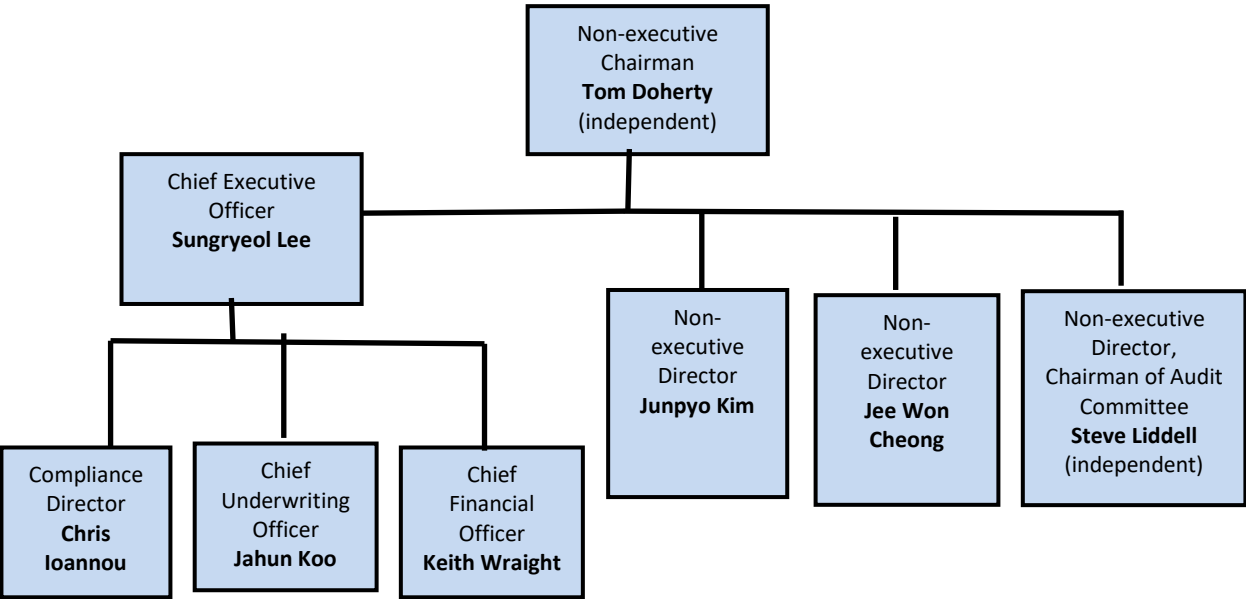 Non-executive
Chairman
Tom Doherty
(independent)
Chief Executive
Officer
Sungryeol Lee
Non-
executive
Director
Junpyo Kim
Non-
executive
Director
Jee Won
Cheong
Non-executive
Director,
Chairman of Audit
Committee
Steve Liddell
(independent)
Compliance
Director
Chris
Ioannou
Chief
Underwriting
Officer
Jahun Koo
Chief
Financial
Officer
Keith Wraight